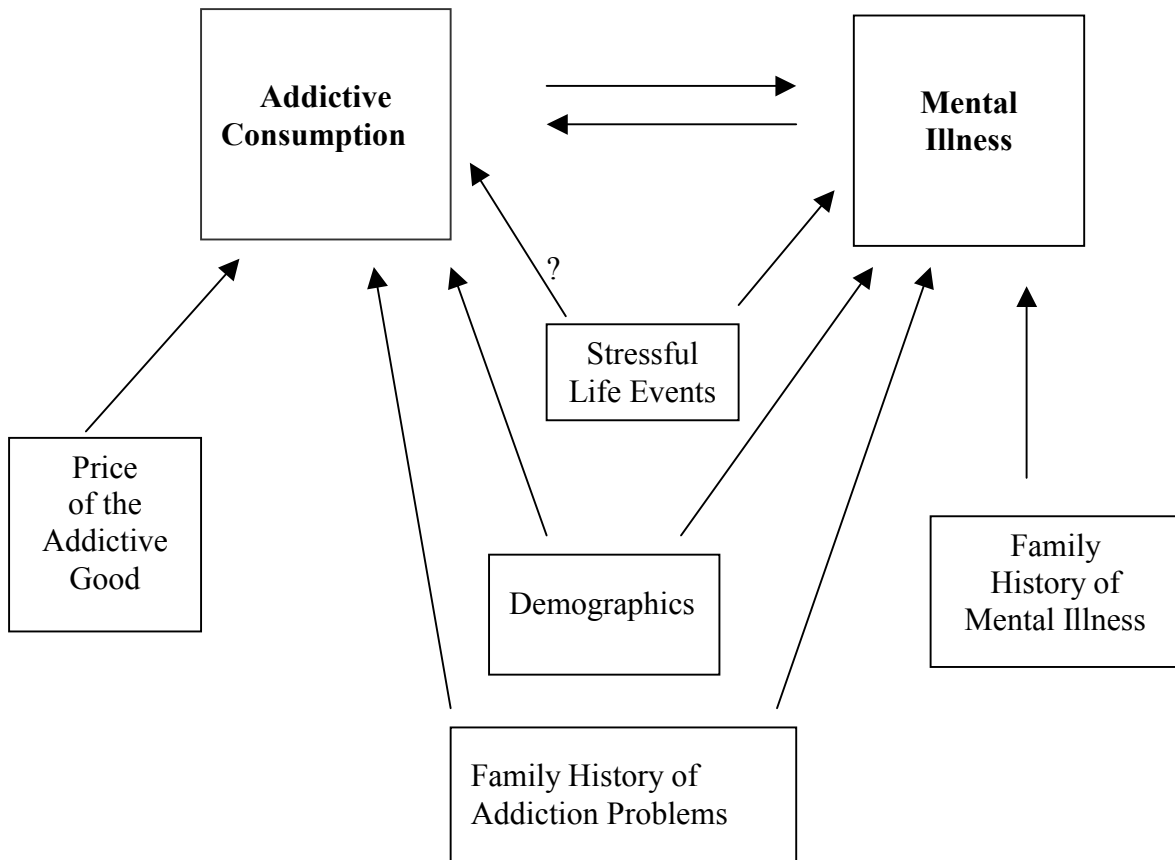 Addictive
Consumption
Mental
Illness
?
Stressful
Life Events
Price
of the
Addictive
Good
Demographics
Family
History of
Mental Illness
Family History of
Addiction Problems